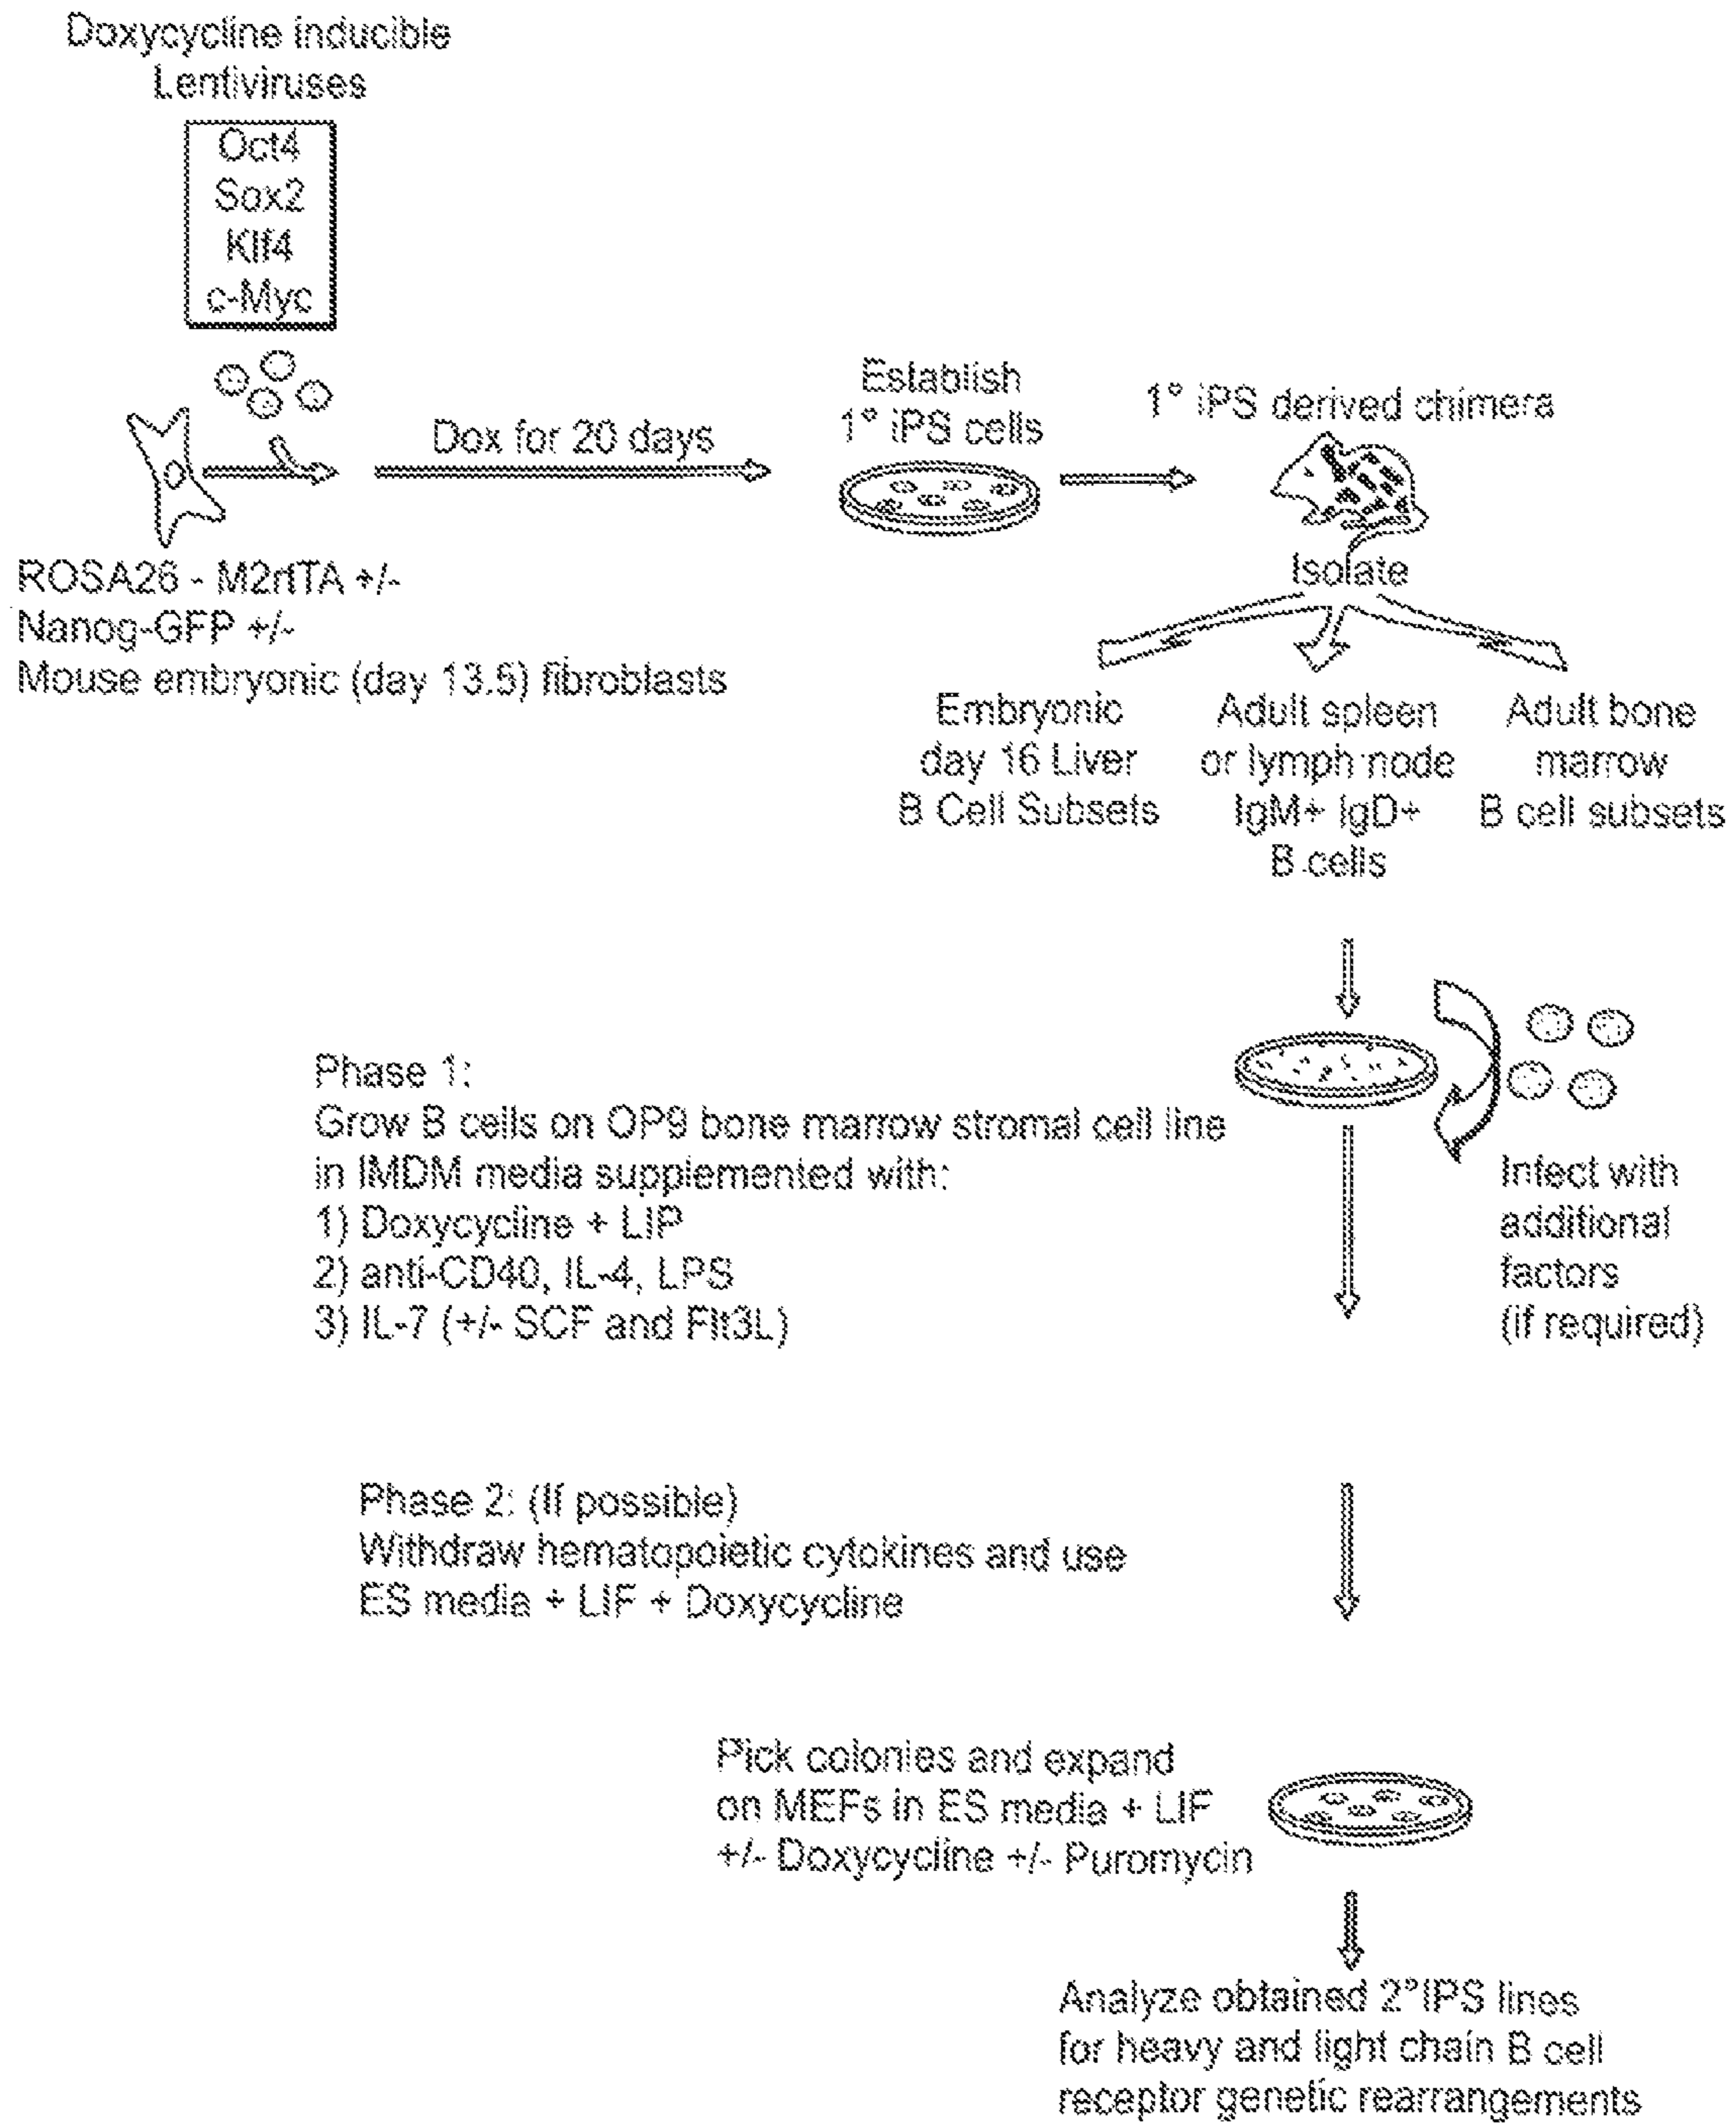 Doxycycline inducible
Lentiviruses
Oct4
Sox2
Klf4
c-Myc
Dox for 20 days
Establish
1° iPS cells
1° iPS derived chimera
ROSA26 - M2rtTA +/-
Nanog-GFP +/-
Mouse embryonic (day 13.5) fibroblasts
Isolate
Embryonic
day 16 Liver
B Cell Subsets
Adult spleen
or lymph node
IgM+ IgD+
B cells
Adult bone
marrow
B cell subsets
Phase 1:
Grow B cells on OP9 bone marrow stromal cell line
in IMDM media supplemented with:
1) Doxycycline + LIP
2) anti-CD40, IL-4, LPS
3) IL-7 (+/- SCF and Flt3L)
Infect with
additional
factors
(if required)
Phase 2: (If possible)
Withdraw hematopoietic cytokines and use
ES media + LIF + Doxycycline
Pick colonies and expand
on MEFs in ES media + LIF
+/- Doxycycline +/- Puromycin
Analyze obtained 2°IPS lines
for heavy and light chain B cell
receptor genetic rearrangements